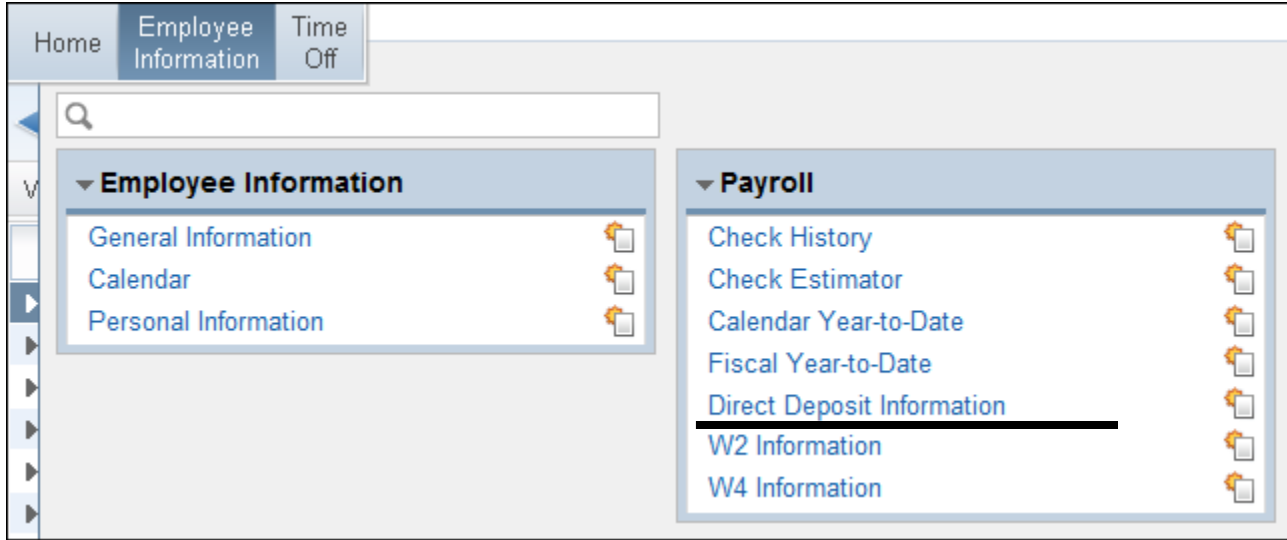 Home
Employee
Information
Time
Off
V
Employee Information
General Information
Calendar
Personal Information
Payroll
Check History
Check Estimator
Calendar Year-to-Date
Fiscal Year-to-Date
Direct Deposit Information
W2 Information
W4 Information